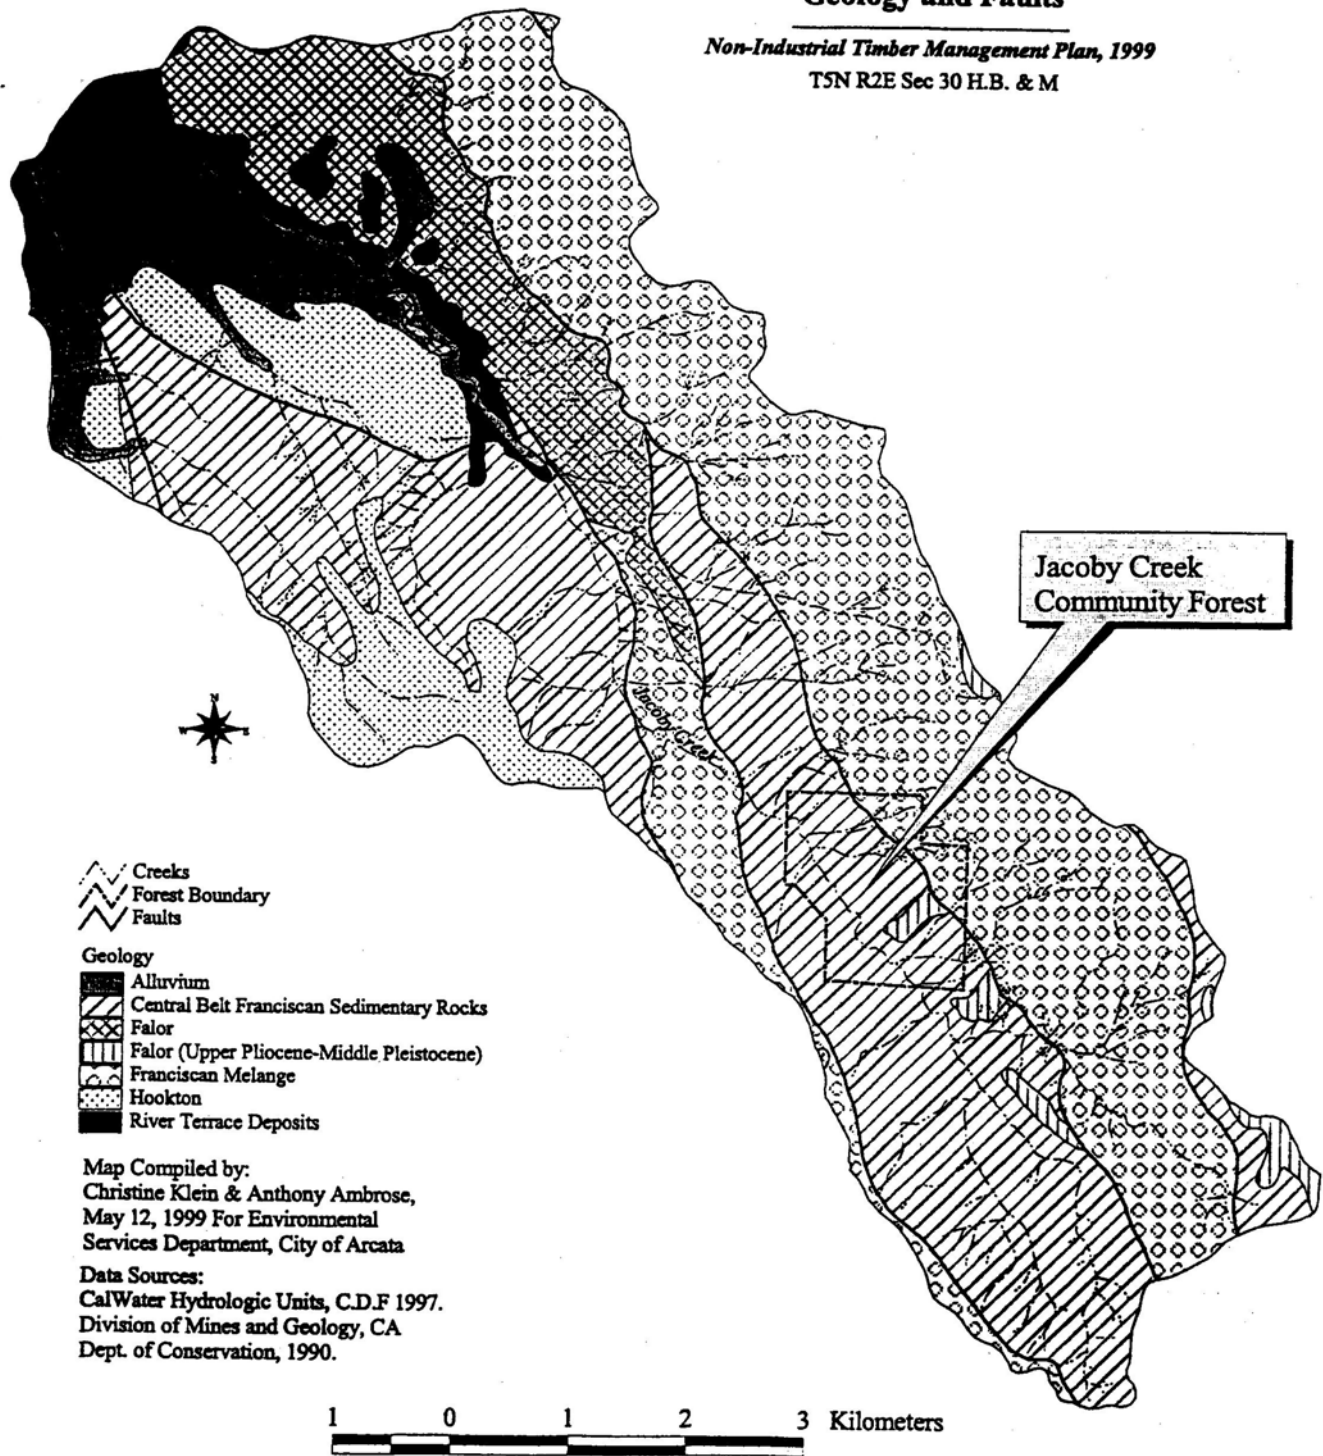 Geology and Faults
Non-Industrial Timber Management Plan, 1999
T5N R2E Sec 30 H.B. & M
Jacoby Creek
Community Forest
Jacoby Creek
N
W E
S
Creeks
Forest Boundary
Faults
Geology
Alluvium
Central Belt Franciscan Sedimentary Rocks
Falor
Falor (Upper Pliocene-Middle Pleistocene)
Franciscan Melange
Hookton
River Terrace Deposits
Map Compiled by:
Christine Klein & Anthony Ambrose,
May 12, 1999 For Environmental
Services Department, City of Arcata
Data Sources:
CalWater Hydrologic Units, C.D.F 1997.
Division of Mines and Geology, CA
Dept. of Conservation, 1990.
1 0 1 2 3 Kilometers